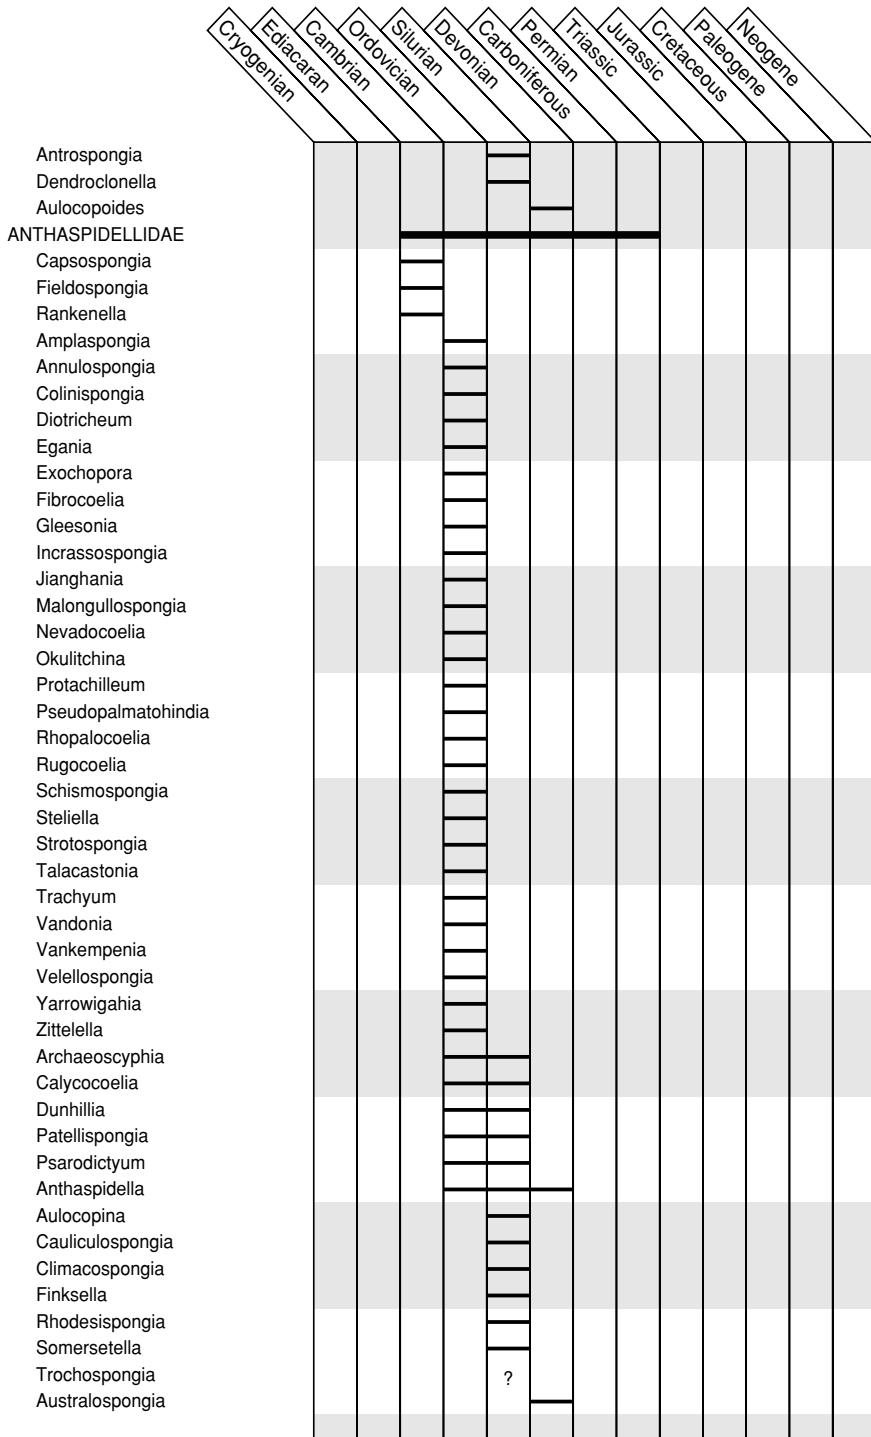 Cryogenian
Ediacaran
Cambrian
Ordovician
Silurian
Devonian
Carboniferous
Permian
Triassic
Jurassic
Cretaceous
Paleogene
Neogene
Antrospongia
Dendroclonella
Aulocopoides
ANTHASPIDELLIDAE
Capsospongia
Fieldospongia
Rankenella
Amplaspongia
Annulospongia
Colinispongia
Diotricheum
Egania
Exochopora
Fibrocoelia
Gleesonia
Incrassospongia
Jianghania
Malongullospongia
Nevadocoelia
Okulitchina
Protachilleum
Pseudopalmatohindia
Rhopalocoelia
Rugocoelia
Schismospongia
Steliella
Strotospongia
Talacastonia
Trachyum
Vandonia
Vankempenia
Velellospongia
Yarrowigahia
Zittelella
Archaeoscyphia
Calycocoelia
Dunhillia
Patellispongia
Psarodictyum
Anthaspidella
Aulocopina
Cauliculospongia
Climacospongia
Finksella
Rhodesispongia
Somersetella
Trochospongia ?
Australospongia